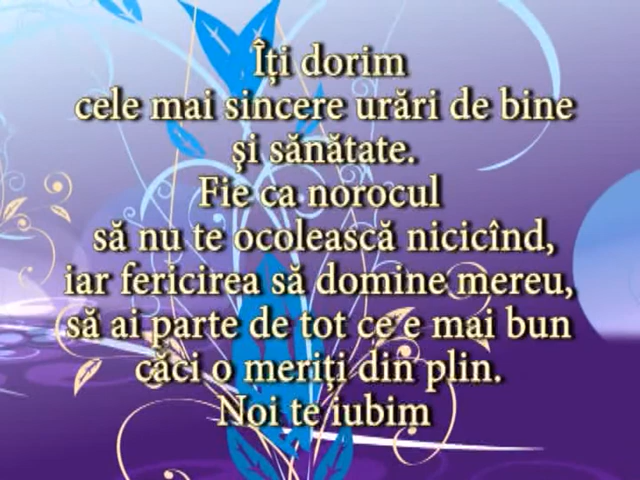 Îți dorim
cele mai sincere urări de bine
și sănătate.
Fie ca norocul
să nu te ocolească nicicînd,
iar fericirea să domine mereu,
să ai parte de tot ce e mai bun
căci o meriți din plin.
Noi te iubim